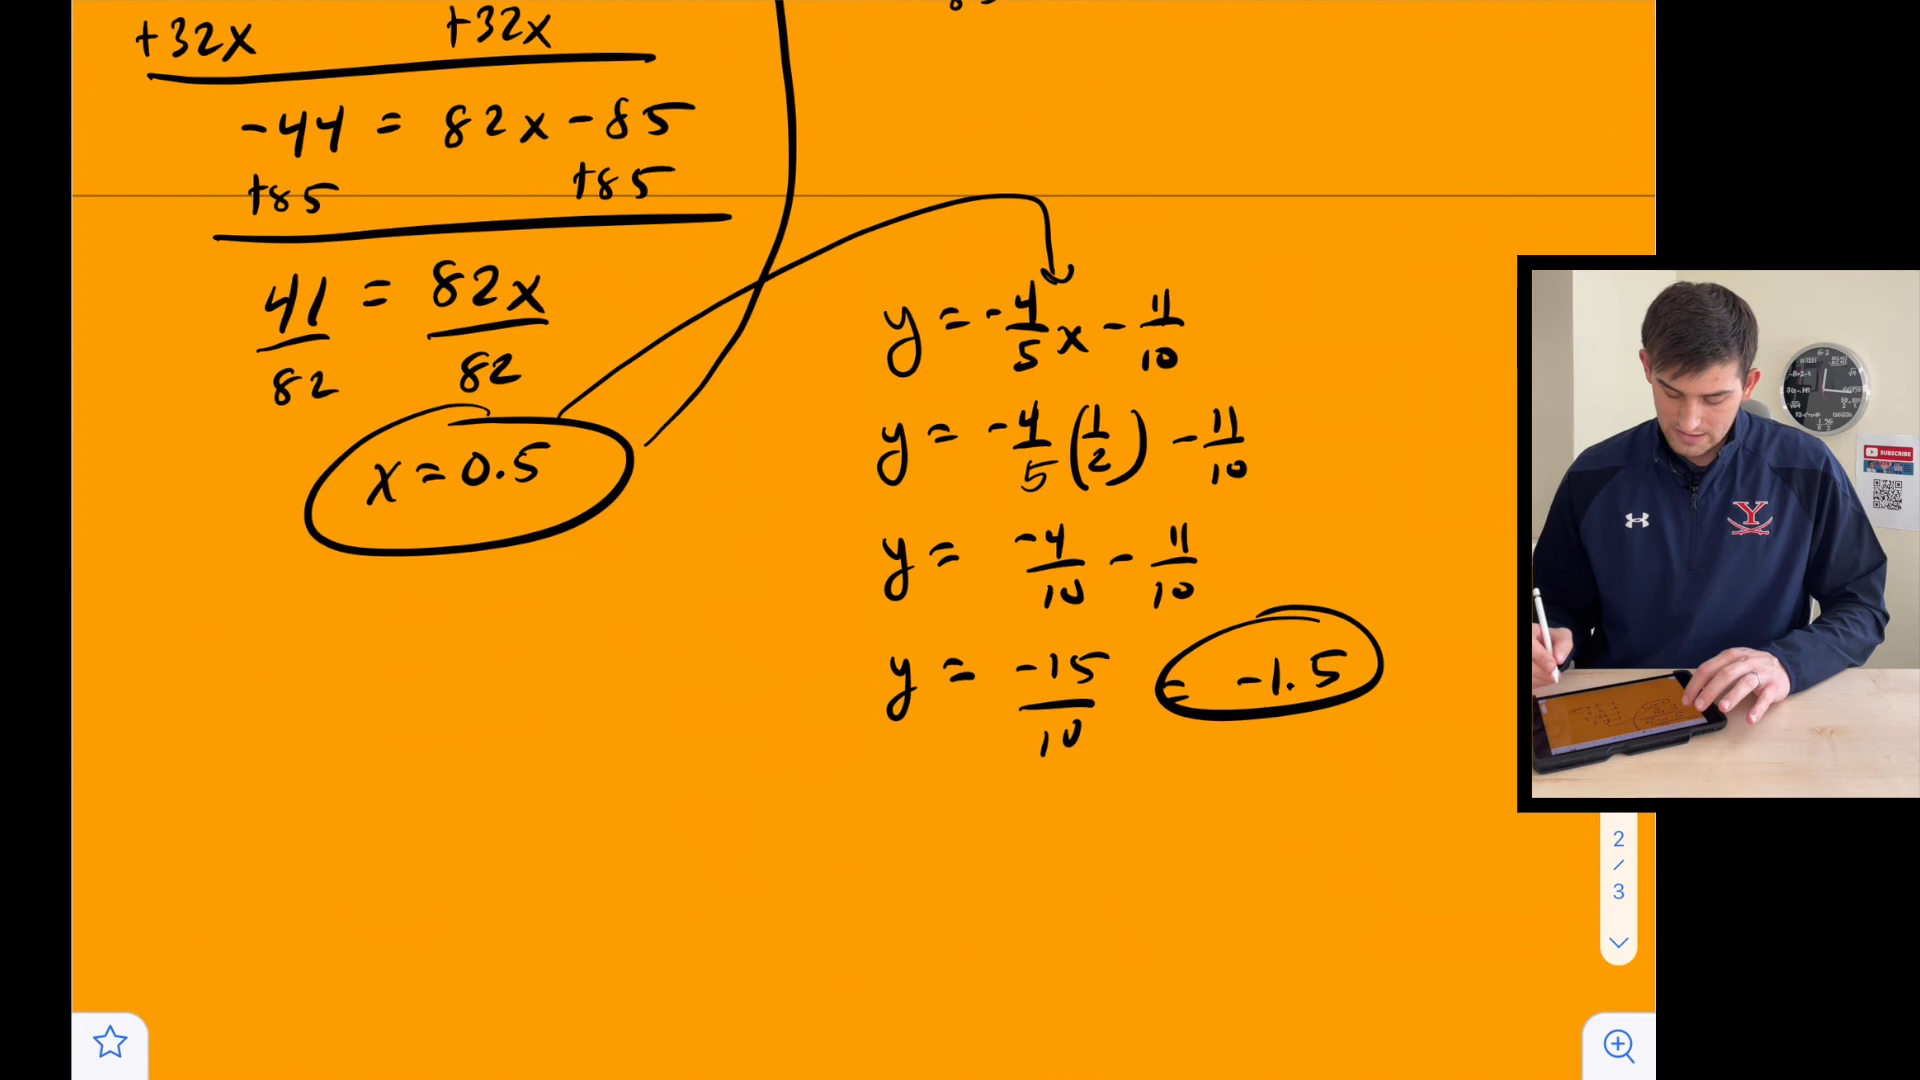 +32x +32x
-44 = 82x - 85
+85 +85
41/82 = 82x/82
x = 0.5
y = -4/5 x - 11/10
y = -4/5 (1/2) - 11/10
y = -4/10 - 11/10
y = -15/10 = -1.5
SUBSCRIBE
Y
2
/
3